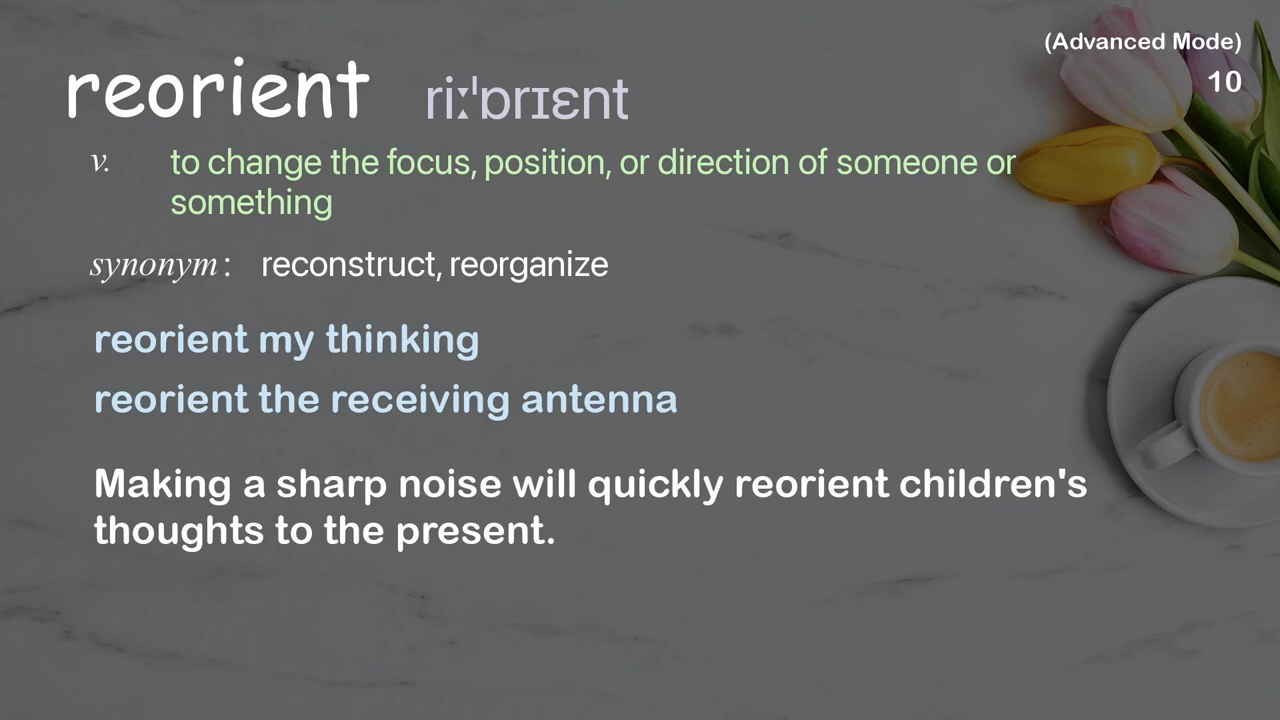 (Advanced Mode)
10
reorient riːˈɒrɪɛnt
v. to change the focus, position, or direction of someone or
something
synonym : reconstruct, reorganize
reorient my thinking
reorient the receiving antenna
Making a sharp noise will quickly reorient children's
thoughts to the present.